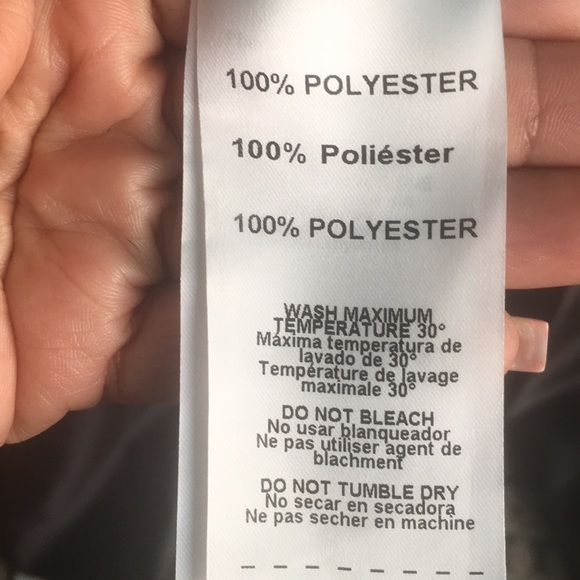 100% POLYESTER
100% Poliéster
100% POLYESTER
WASH MAXIMUM
TEMPERATURE 30°
Máxima temperatura de
lavado de 30°
Température de lavage
maximale 30°
DO NOT BLEACH
No usar blanqueador
Ne pas utiliser agent de
blachment
DO NOT TUMBLE DRY
No secar en secadora
Ne pas secher en machine